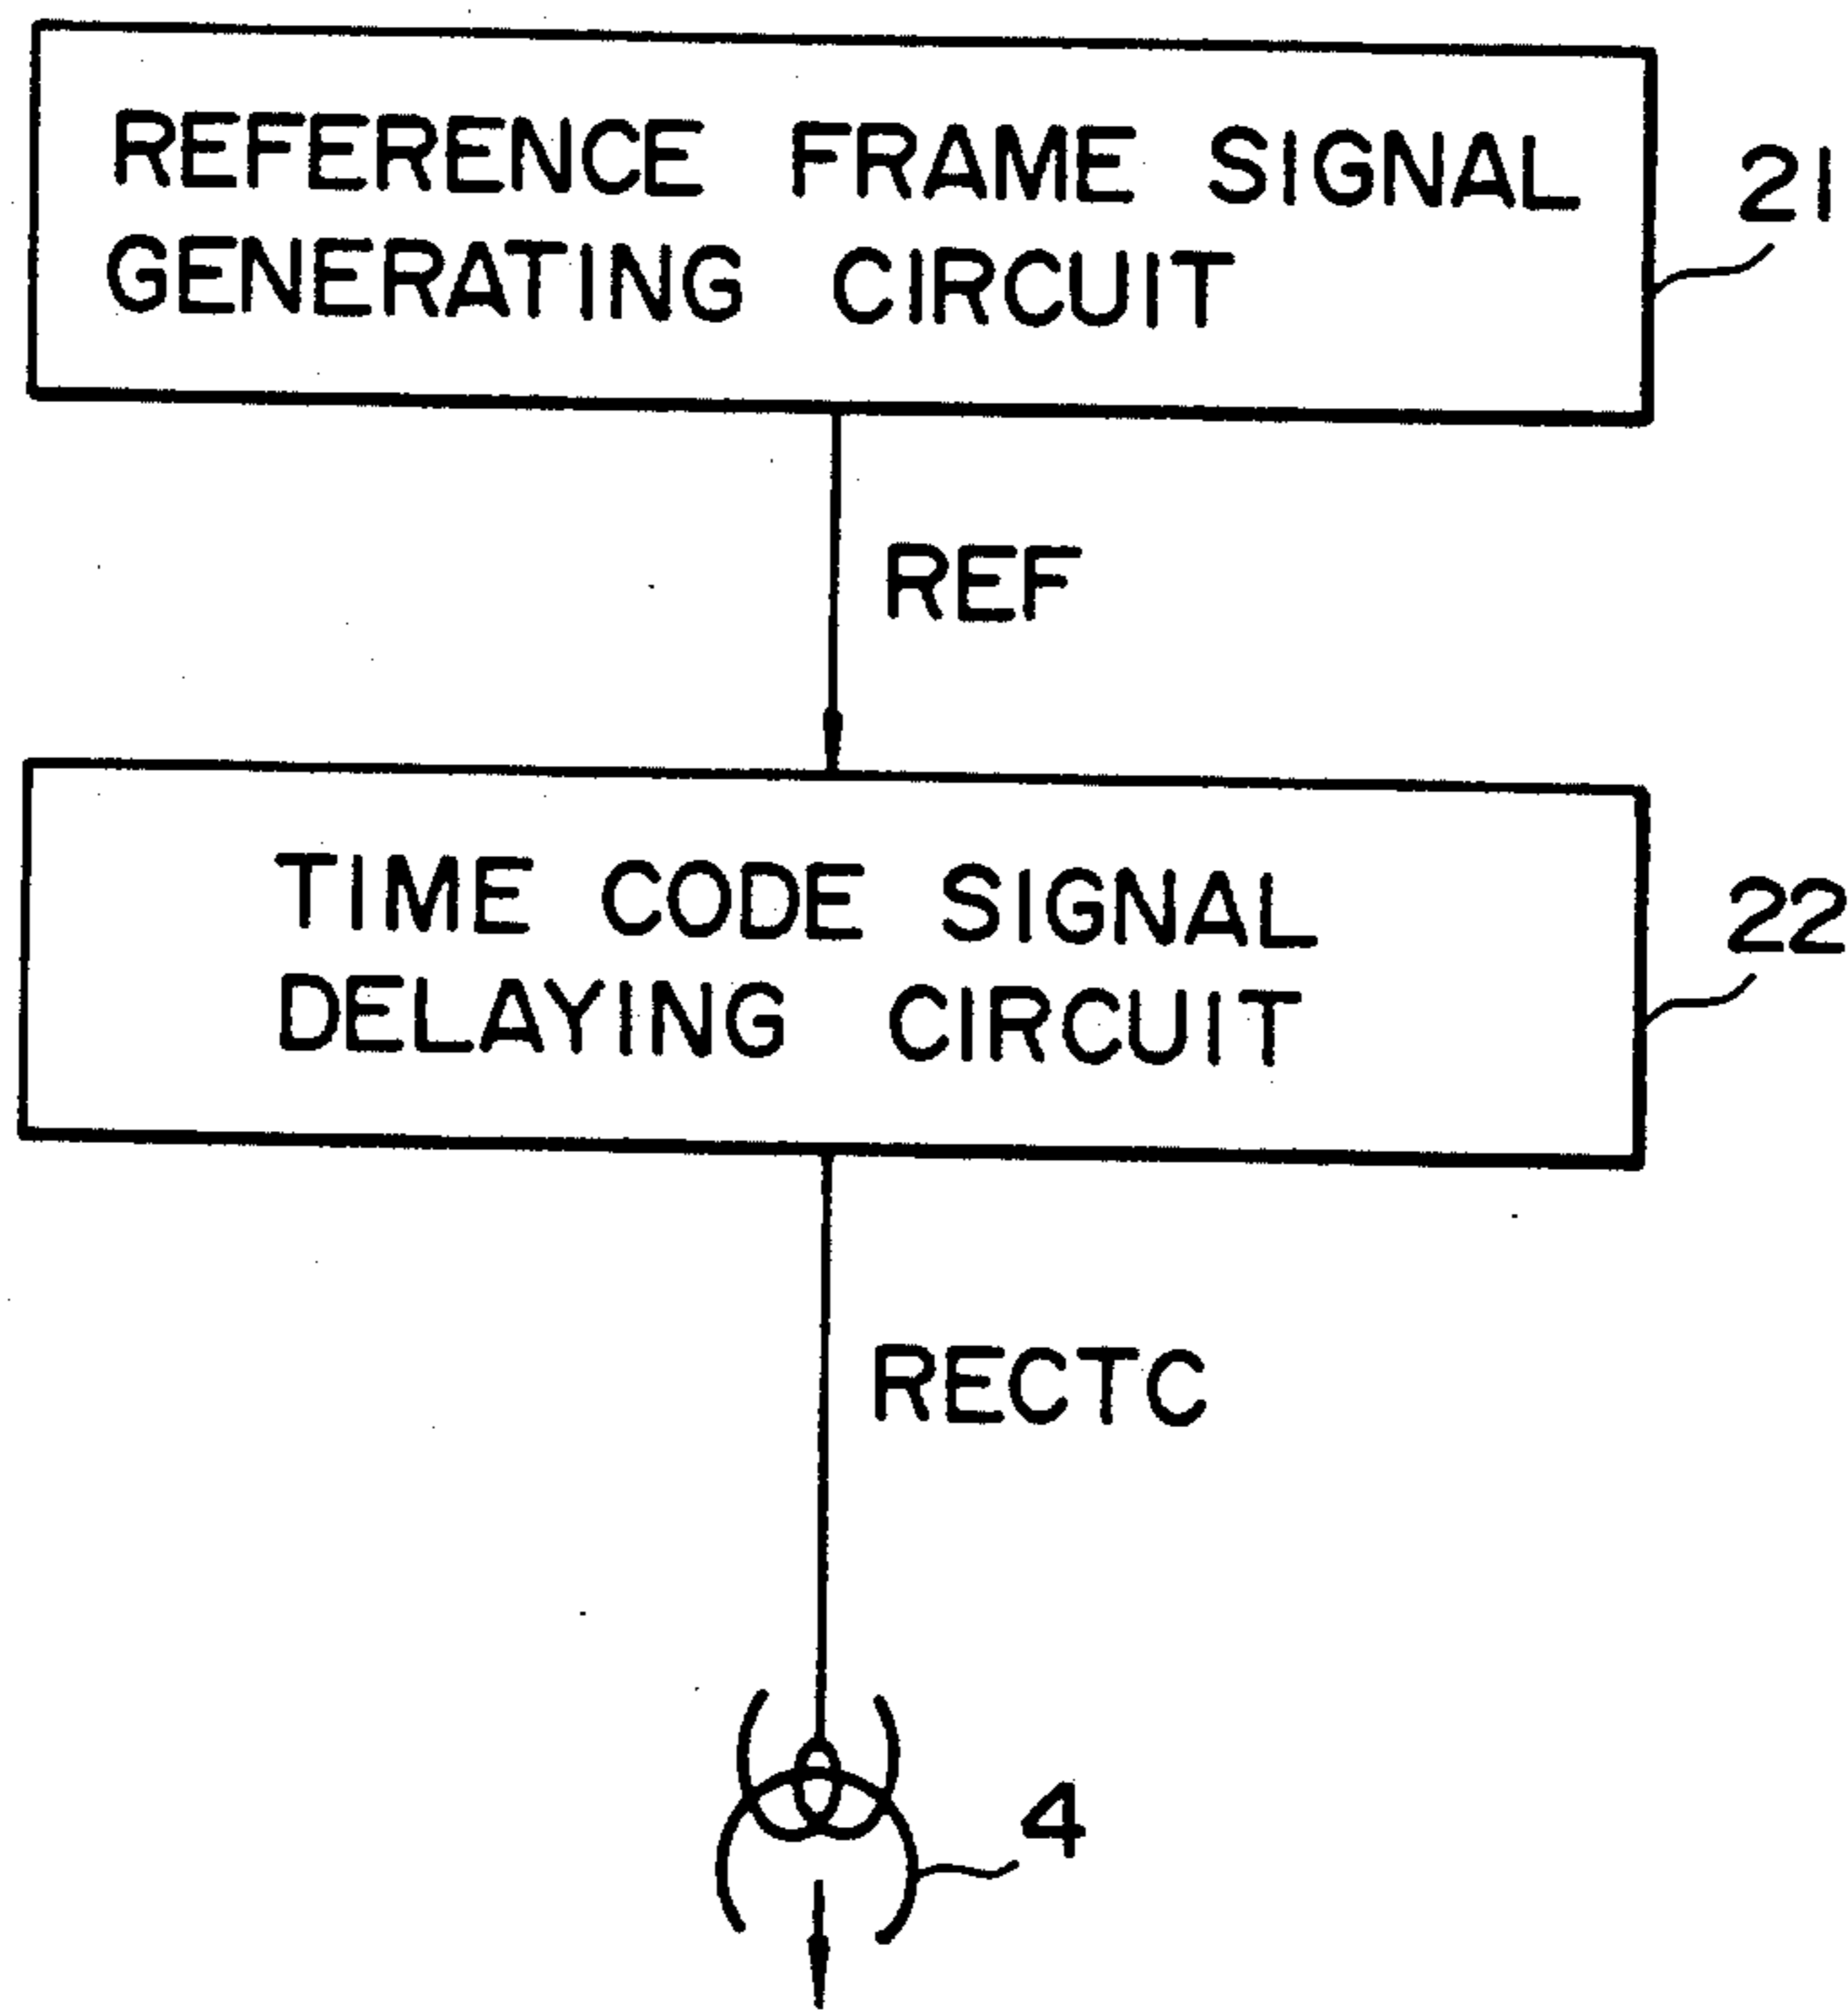 REFERENCE FRAME SIGNAL
GENERATING CIRCUIT
21
REF
TIME CODE SIGNAL
DELAYING CIRCUIT
22
RECTC
4